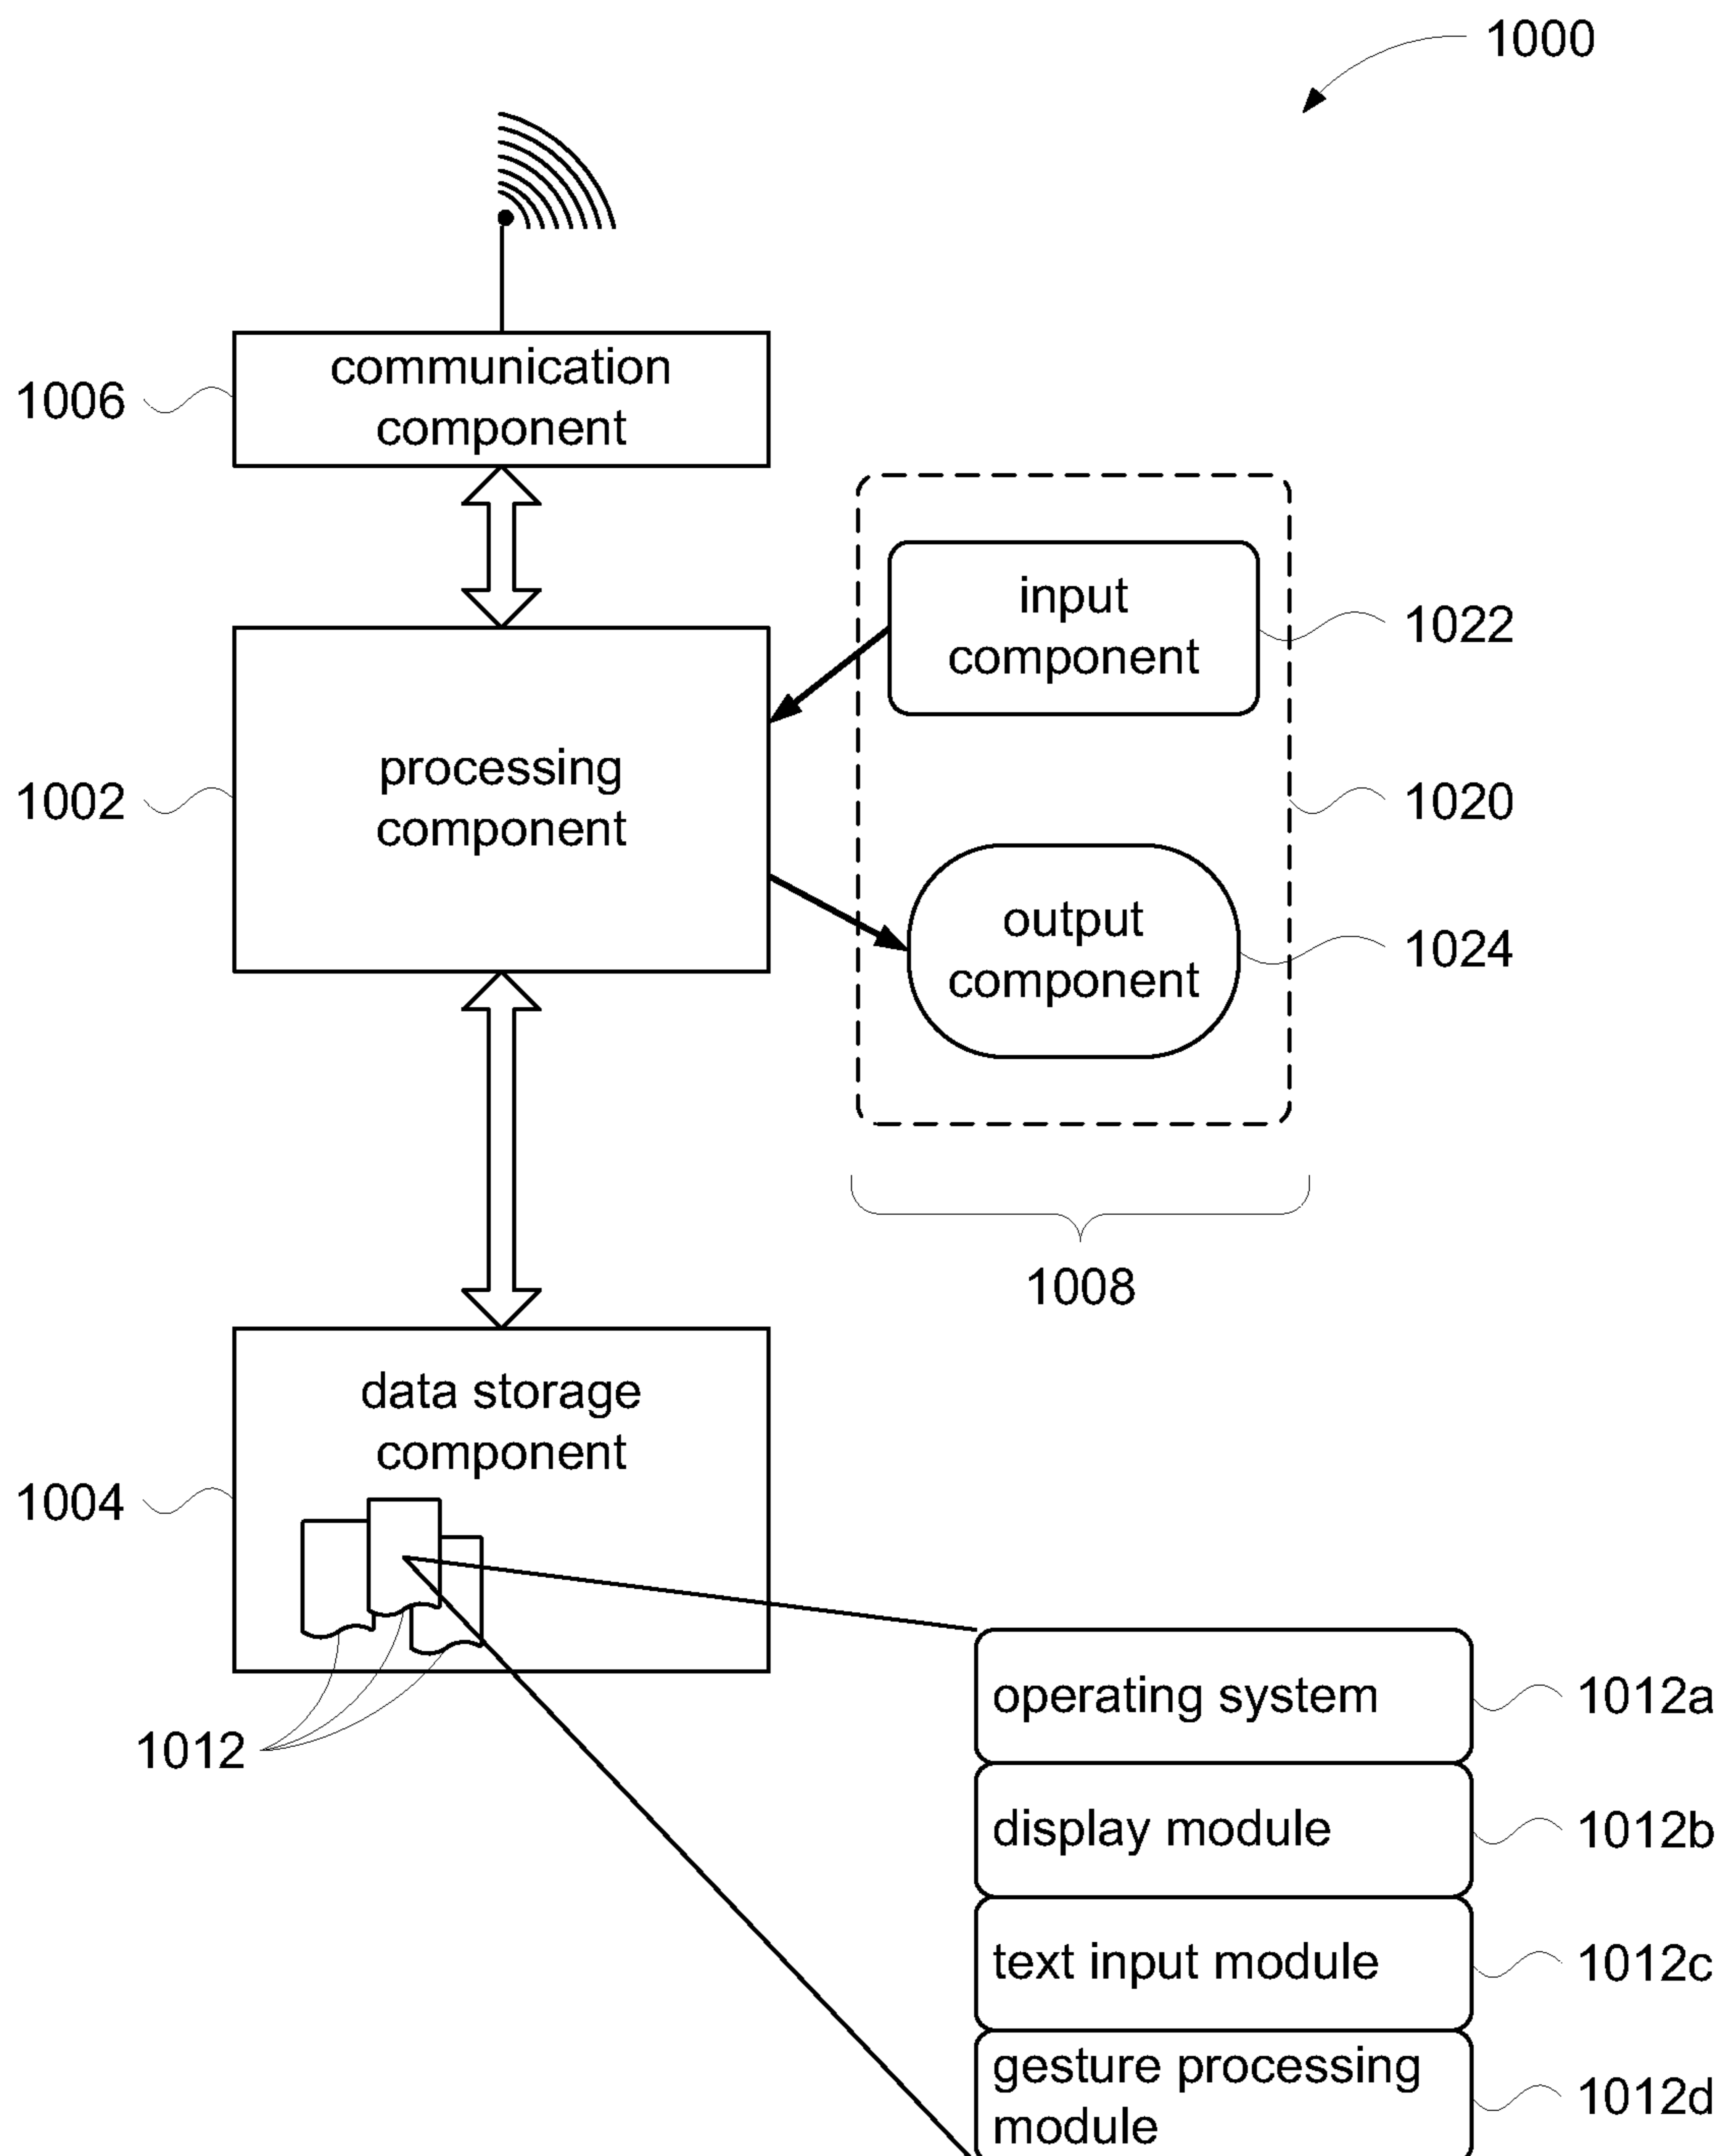 1000
communication
component
1006
input
component
1022
processing
component
1002
1020
output
component
1024
1008
data storage
component
1004
1012
operating system
1012a
display module
1012b
text input module
1012c
gesture processing
module
1012d